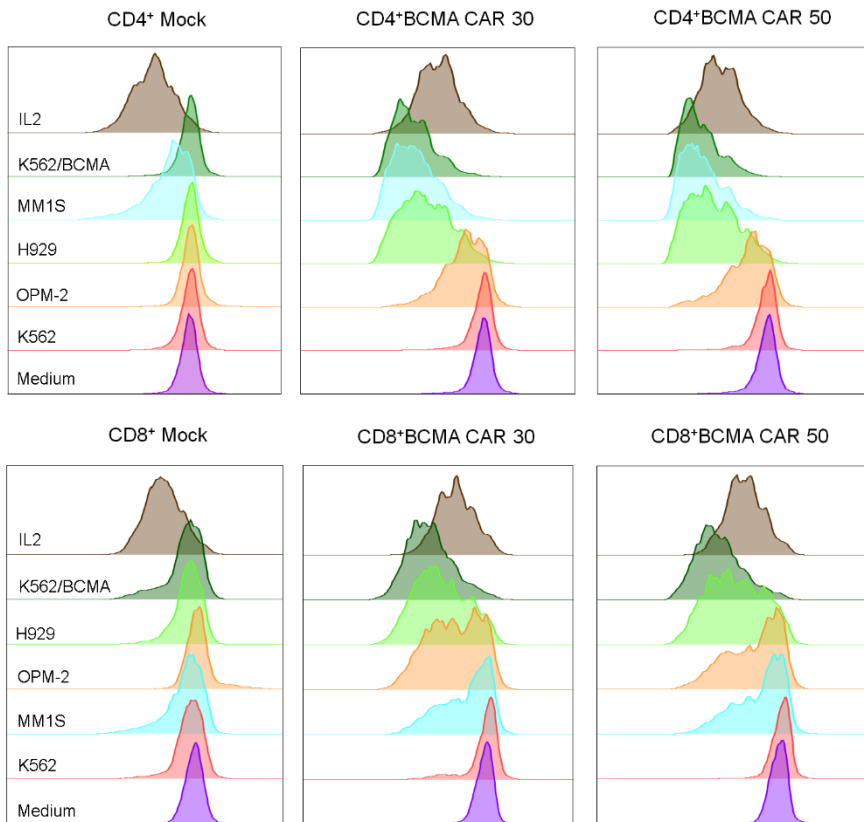 CD4⁺ Mock
CD4⁺BCMA CAR 30
CD4⁺BCMA CAR 50
IL2
K562/BCMA
MM1S
H929
OPM-2
K562
Medium
CD8⁺ Mock
CD8⁺BCMA CAR 30
CD8⁺BCMA CAR 50
IL2
K562/BCMA
H929
OPM-2
MM1S
K562
Medium